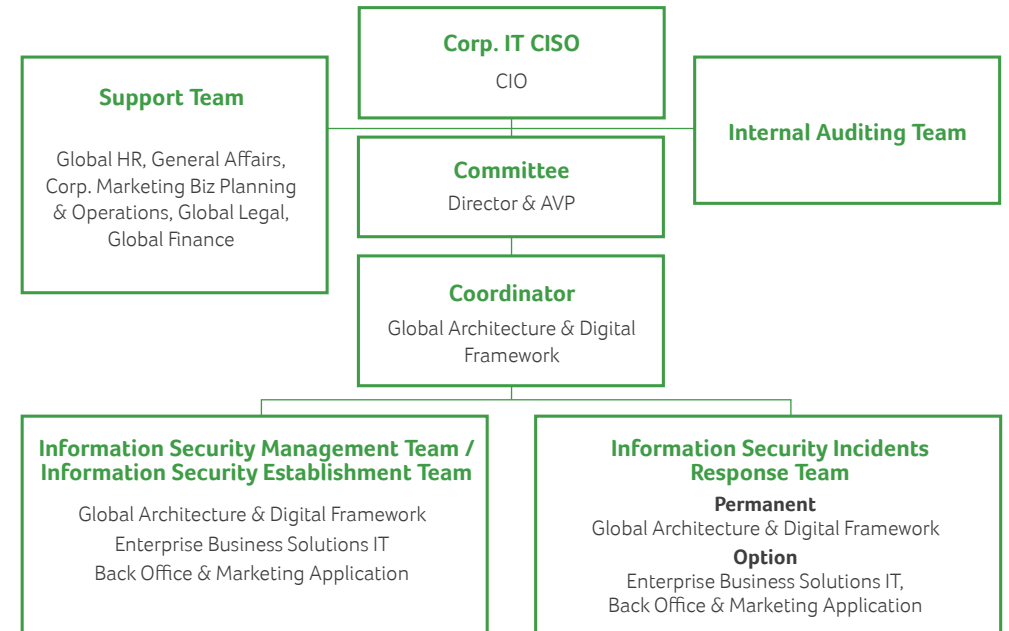 Corp. IT CISO
CIO
Support Team
Global HR, General Affairs,
Corp. Marketing Biz Planning
& Operations, Global Legal,
Global Finance
Internal Auditing Team
Committee
Director & AVP
Coordinator
Global Architecture & Digital
Framework
Information Security Management Team /
Information Security Establishment Team
Global Architecture & Digital Framework
Enterprise Business Solutions IT
Back Office & Marketing Application
Information Security Incidents
Response Team
Permanent
Global Architecture & Digital Framework
Option
Enterprise Business Solutions IT,
Back Office & Marketing Application